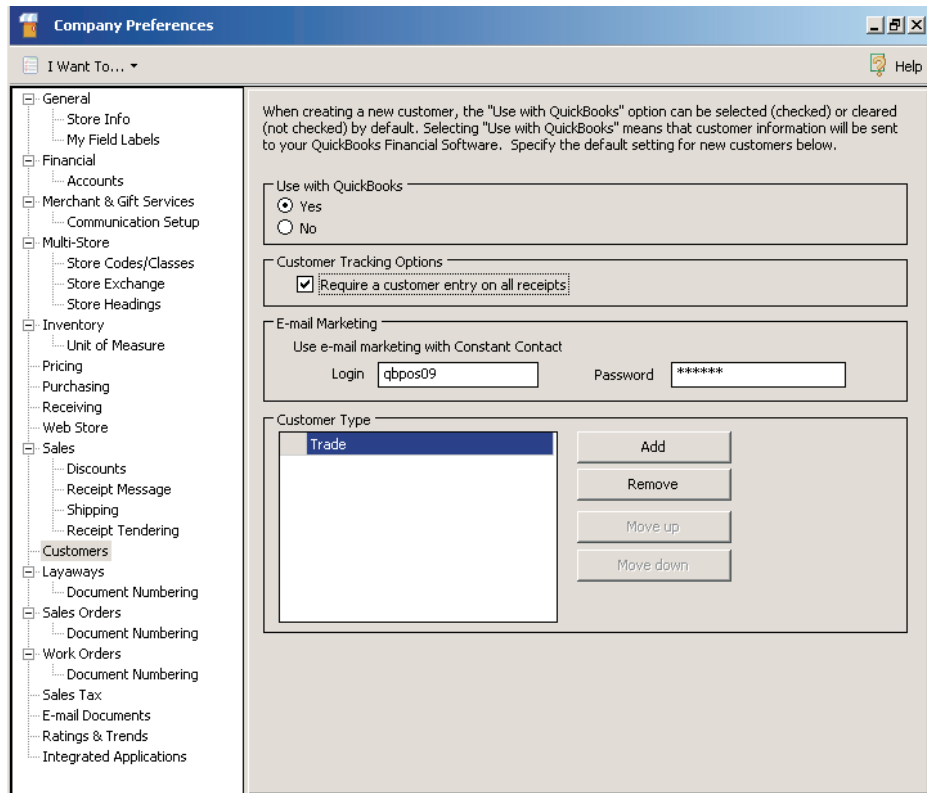 Company Preferences
I Want To...
Help
General
Store Info
My Field Labels
Financial
Accounts
Merchant & Gift Services
Communication Setup
Multi-Store
Store Codes/Classes
Store Exchange
Store Headings
Inventory
Unit of Measure
Pricing
Purchasing
Receiving
Web Store
Sales
Discounts
Receipt Message
Shipping
Receipt Tendering
Customers
Layaways
Document Numbering
Sales Orders
Document Numbering
Work Orders
Document Numbering
Sales Tax
E-mail Documents
Ratings & Trends
Integrated Applications
When creating a new customer, the "Use with QuickBooks" option can be selected (checked) or cleared
(not checked) by default. Selecting "Use with QuickBooks" means that customer information will be sent
to your QuickBooks Financial Software.  Specify the default setting for new customers below.
Use with QuickBooks
Yes
No
Customer Tracking Options
Require a customer entry on all receipts
E-mail Marketing
Use e-mail marketing with Constant Contact
Login qbpos09 Password ******
Customer Type
Trade
Add
Remove
Move up
Move down